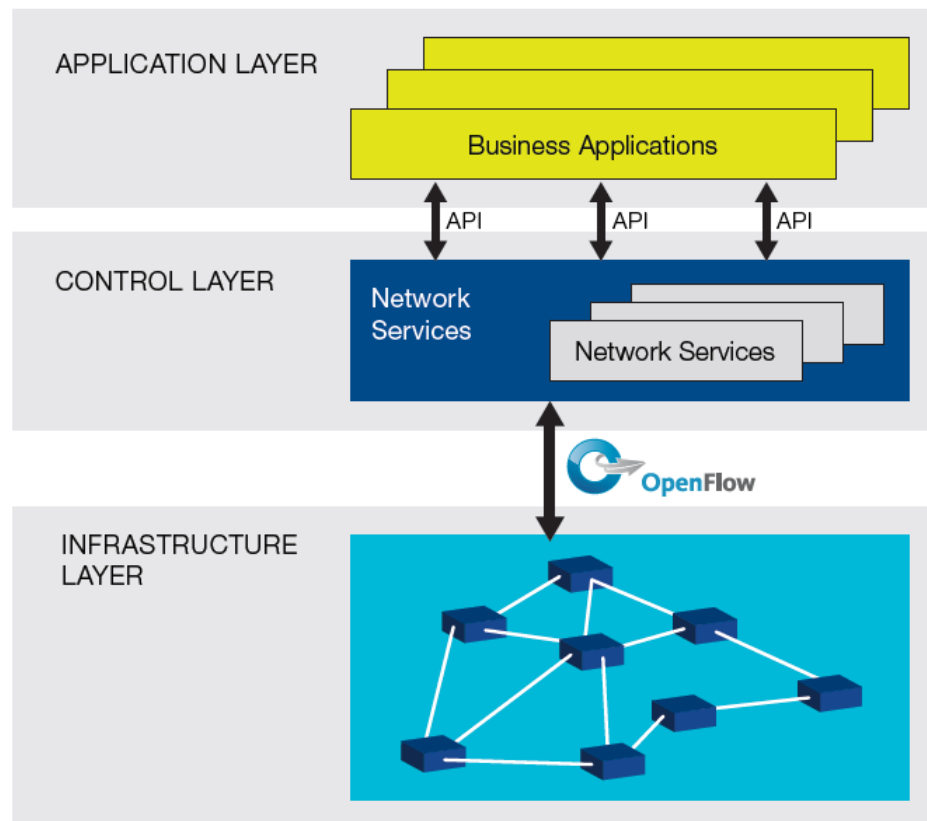 APPLICATION LAYER
Business Applications
API
API
API
CONTROL LAYER
Network
Services
Network Services
OpenFlow
INFRASTRUCTURE
LAYER